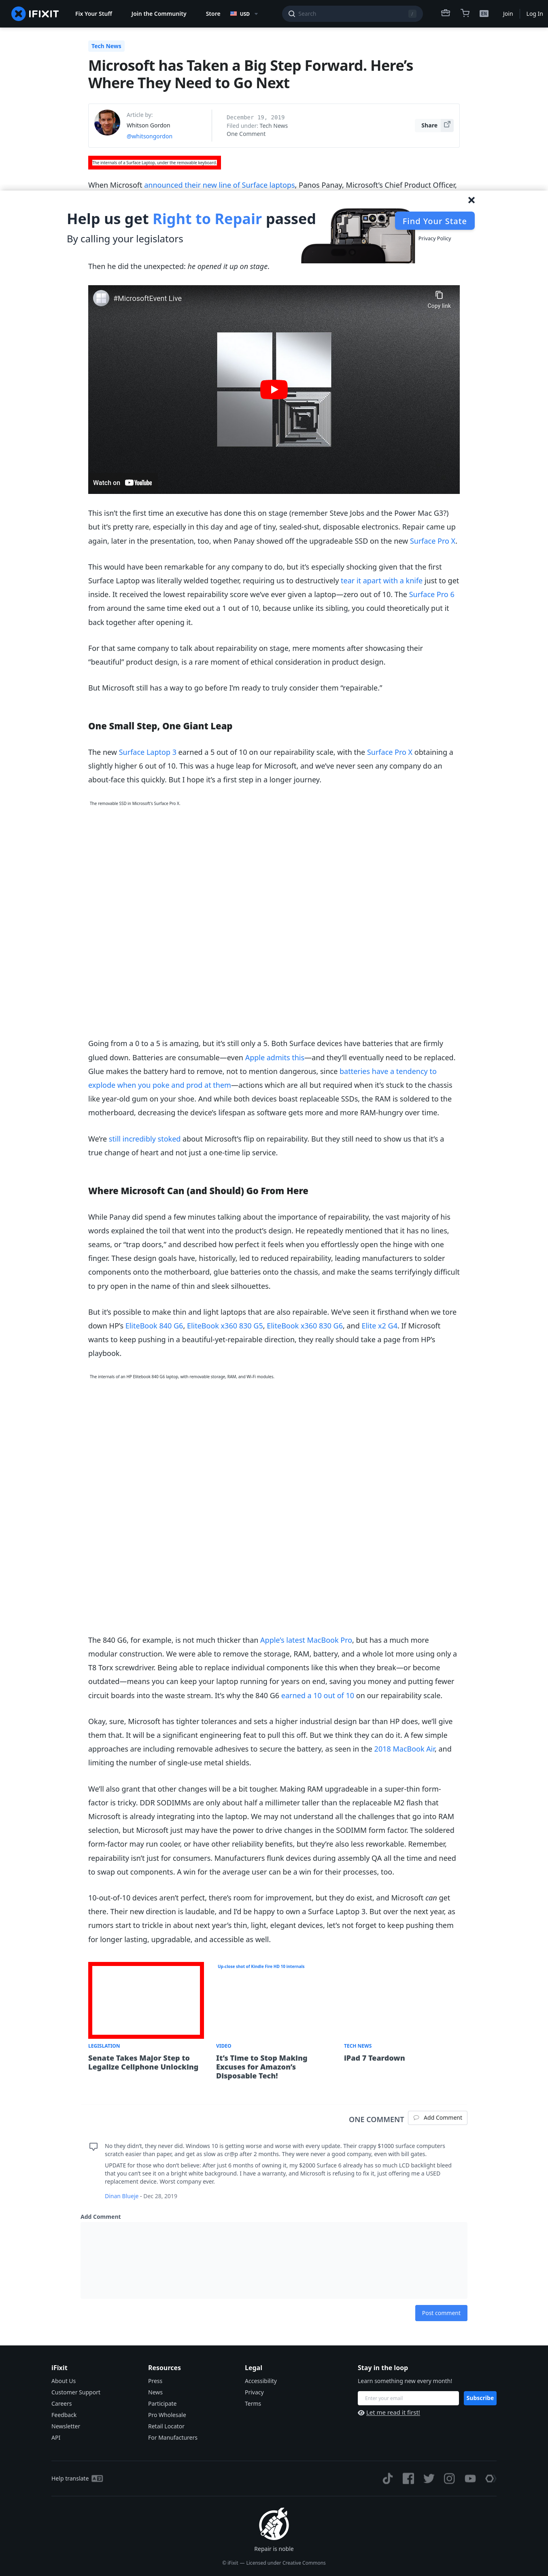 IFIXIT
Fix Your Stuff
Join the Community
Store
USD
Search
/
EN
Join
Log In
Tech News
Microsoft has Taken a Big Step Forward. Here's
Where They Need to Go Next
Article by:
Whitson Gordon
@whitsongordon
December 19, 2019
Filed under: Tech News
One Comment
Share
The internals of a Surface Laptop, under the removable keyboard.
When Microsoft announced their new line of Surface laptops, Panos Panay, Microsoft's Chief Product Officer,
Help us get Right to Repair passed
By calling your legislators
Find Your State
Privacy Policy
Then he did the unexpected: he opened it up on stage.
#MicrosoftEvent Live
Copy link
Watch on YouTube
This isn't the first time an executive has done this on stage (remember Steve Jobs and the Power Mac G3?)
but it's pretty rare, especially in this day and age of tiny, sealed-shut, disposable electronics. Repair came up
again, later in the presentation, too, when Panay showed off the upgradeable SSD on the new Surface Pro X.
This would have been remarkable for any company to do, but it's especially shocking given that the first
Surface Laptop was literally welded together, requiring us to destructively tear it apart with a knife just to get
inside. It received the lowest repairability score we've ever given a laptop—zero out of 10. The Surface Pro 6
from around the same time eked out a 1 out of 10, because unlike its sibling, you could theoretically put it
back together after opening it.
For that same company to talk about repairability on stage, mere moments after showcasing their
"beautiful" product design, is a rare moment of ethical consideration in product design.
But Microsoft still has a way to go before I'm ready to truly consider them "repairable."
One Small Step, One Giant Leap
The new Surface Laptop 3 earned a 5 out of 10 on our repairability scale, with the Surface Pro X obtaining a
slightly higher 6 out of 10. This was a huge leap for Microsoft, and we've never seen any company do an
about-face this quickly. But I hope it's a first step in a longer journey.
The removable SSD in Microsoft's Surface Pro X.
Going from a 0 to a 5 is amazing, but it's still only a 5. Both Surface devices have batteries that are firmly
glued down. Batteries are consumable—even Apple admits this—and they'll eventually need to be replaced.
Glue makes the battery hard to remove, not to mention dangerous, since batteries have a tendency to
explode when you poke and prod at them—actions which are all but required when it's stuck to the chassis
like year-old gum on your shoe. And while both devices boast replaceable SSDs, the RAM is soldered to the
motherboard, decreasing the device's lifespan as software gets more and more RAM-hungry over time.
We're still incredibly stoked about Microsoft's flip on repairability. But they still need to show us that it's a
true change of heart and not just a one-time lip service.
Where Microsoft Can (and Should) Go From Here
While Panay did spend a few minutes talking about the importance of repairability, the vast majority of his
words explained the toil that went into the product's design. He repeatedly mentioned that it has no lines,
seams, or "trap doors," and described how perfect it feels when you effortlessly open the hinge with one
finger. These design goals have, historically, led to reduced repairability, leading manufacturers to solder
components onto the motherboard, glue batteries onto the chassis, and make the seams terrifyingly difficult
to pry open in the name of thin and sleek silhouettes.
But it's possible to make thin and light laptops that are also repairable. We've seen it firsthand when we tore
down HP's EliteBook 840 G6, EliteBook x360 830 G5, EliteBook x360 830 G6, and Elite x2 G4. If Microsoft
wants to keep pushing in a beautiful-yet-repairable direction, they really should take a page from HP's
playbook.
The internals of an HP Elitebook 840 G6 laptop, with removable storage, RAM, and Wi-Fi modules.
The 840 G6, for example, is not much thicker than Apple's latest MacBook Pro, but has a much more
modular construction. We were able to remove the storage, RAM, battery, and a whole lot more using only a
T8 Torx screwdriver. Being able to replace individual components like this when they break—or become
outdated—means you can keep your laptop running for years on end, saving you money and putting fewer
circuit boards into the waste stream. It's why the 840 G6 earned a 10 out of 10 on our repairability scale.
Okay, sure, Microsoft has tighter tolerances and sets a higher industrial design bar than HP does, we'll give
them that. It will be a significant engineering feat to pull this off. But we think they can do it. A few simple
approaches are including removable adhesives to secure the battery, as seen in the 2018 MacBook Air, and
limiting the number of single-use metal shields.
We'll also grant that other changes will be a bit tougher. Making RAM upgradeable in a super-thin form-
factor is tricky. DDR SODIMMs are only about half a millimeter taller than the replaceable M2 flash that
Microsoft is already integrating into the laptop. We may not understand all the challenges that go into RAM
selection, but Microsoft just may have the power to drive changes in the SODIMM form factor. The soldered
form-factor may run cooler, or have other reliability benefits, but they're also less reworkable. Remember,
repairability isn't just for consumers. Manufacturers flunk devices during assembly QA all the time and need
to swap out components. A win for the average user can be a win for their processes, too.
10-out-of-10 devices aren't perfect, there's room for improvement, but they do exist, and Microsoft can get
there. Their new direction is laudable, and I'd be happy to own a Surface Laptop 3. But over the next year, as
rumors start to trickle in about next year's thin, light, elegant devices, let's not forget to keep pushing them
for longer lasting, upgradable, and accessible as well.
Up-close shot of Kindle Fire HD 10 internals
LEGISLATION
Senate Takes Major Step to
Legalize Cellphone Unlocking
VIDEO
It's Time to Stop Making
Excuses for Amazon's
Disposable Tech!
TECH NEWS
iPad 7 Teardown
ONE COMMENT
Add Comment
No they didn't, they never did. Windows 10 is getting worse and worse with every update. Their crappy $1000 surface computers
scratch easier than paper, and get as slow as cr@p after 2 months. They were never a good company, even with bill gates.
UPDATE for those who don't believe: After just 6 months of owning it, my $2000 Surface 6 already has so much LCD backlight bleed
that you can't see it on a bright white background. I have a warranty, and Microsoft is refusing to fix it, just offering me a USED
replacement device. Worst company ever.
Dinan Blueje - Dec 28, 2019
Add Comment
Post comment
iFixit
About Us
Customer Support
Careers
Feedback
Newsletter
API
Resources
Press
News
Participate
Pro Wholesale
Retail Locator
For Manufacturers
Legal
Accessibility
Privacy
Terms
Stay in the loop
Learn something new every month!
Enter your email
Subscribe
Let me read it first!
Help translate
Repair is noble
© iFixit — Licensed under Creative Commons